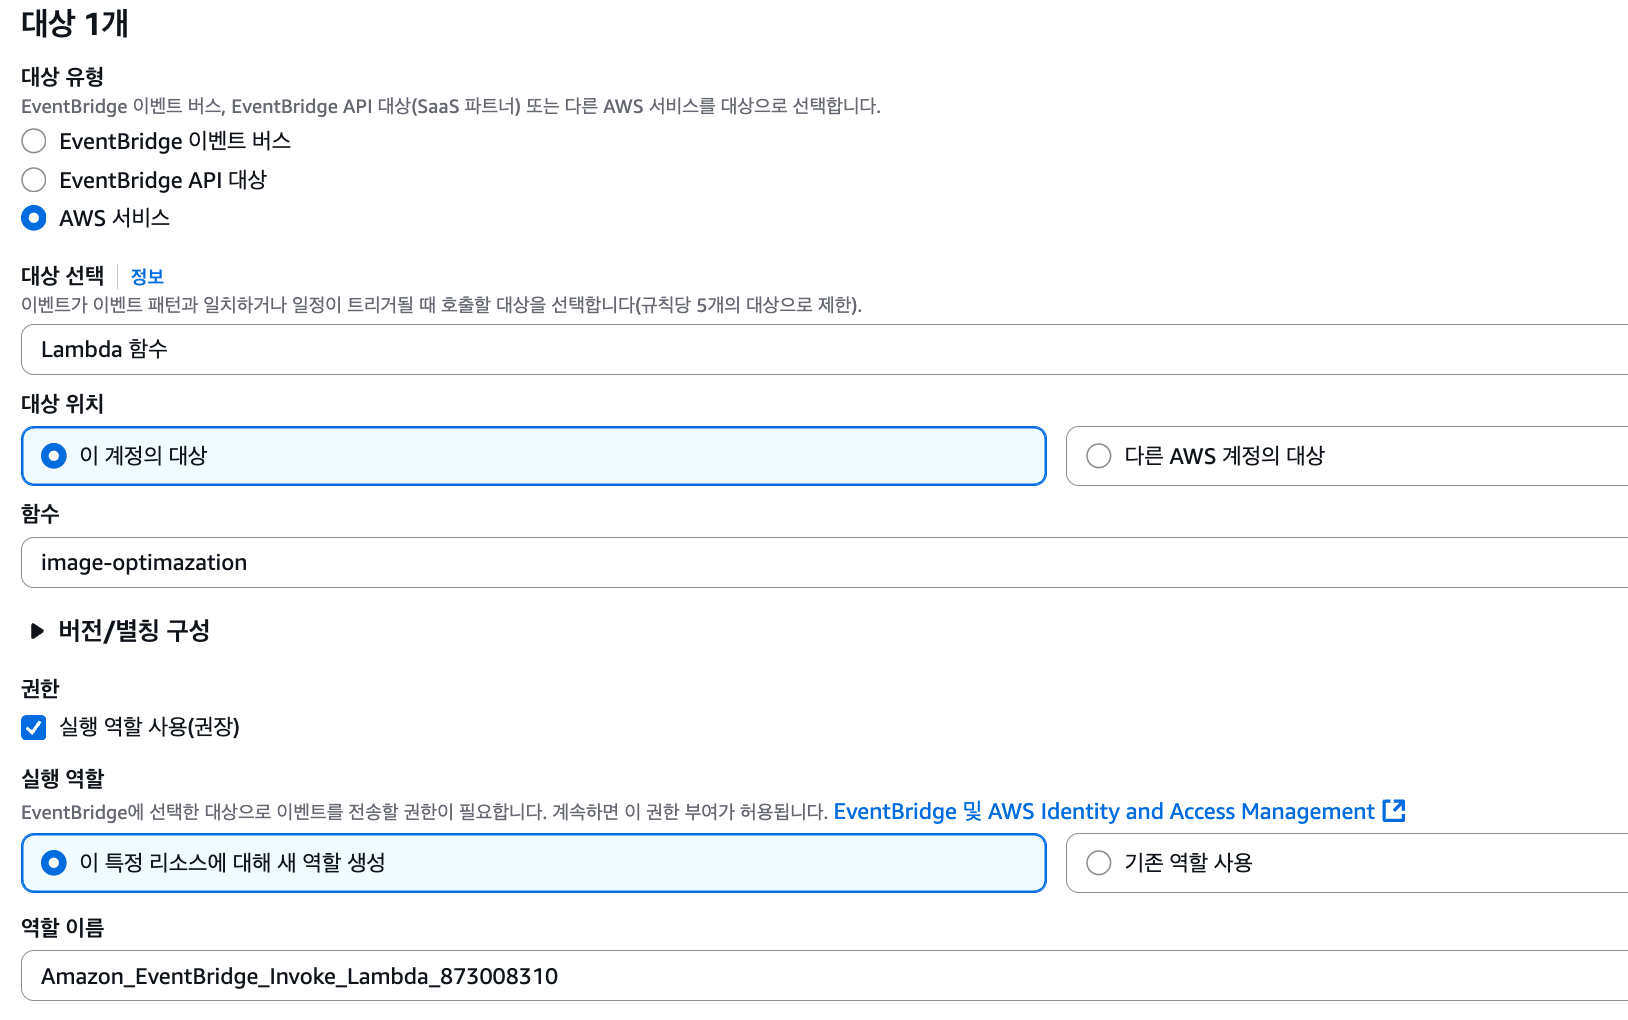 대상 1개
대상 유형
EventBridge 이벤트 버스, EventBridge API 대상(SaaS 파트너) 또는 다른 AWS 서비스를 대상으로 선택합니다.
EventBridge 이벤트 버스
EventBridge API 대상
AWS 서비스
대상 선택 정보
이벤트가 이벤트 패턴과 일치하거나 일정이 트리거될 때 호출할 대상을 선택합니다(규칙당 5개의 대상으로 제한).
Lambda 함수
대상 위치
이 계정의 대상 다른 AWS 계정의 대상
함수
image-optimazation
버전/별칭 구성
권한
실행 역할 사용(권장)
실행 역할
EventBridge에 선택한 대상으로 이벤트를 전송할 권한이 필요합니다. 계속하면 이 권한 부여가 허용됩니다. EventBridge 및 AWS Identity and Access Management
이 특정 리소스에 대해 새 역할 생성 기존 역할 사용
역할 이름
Amazon_EventBridge_Invoke_Lambda_873008310